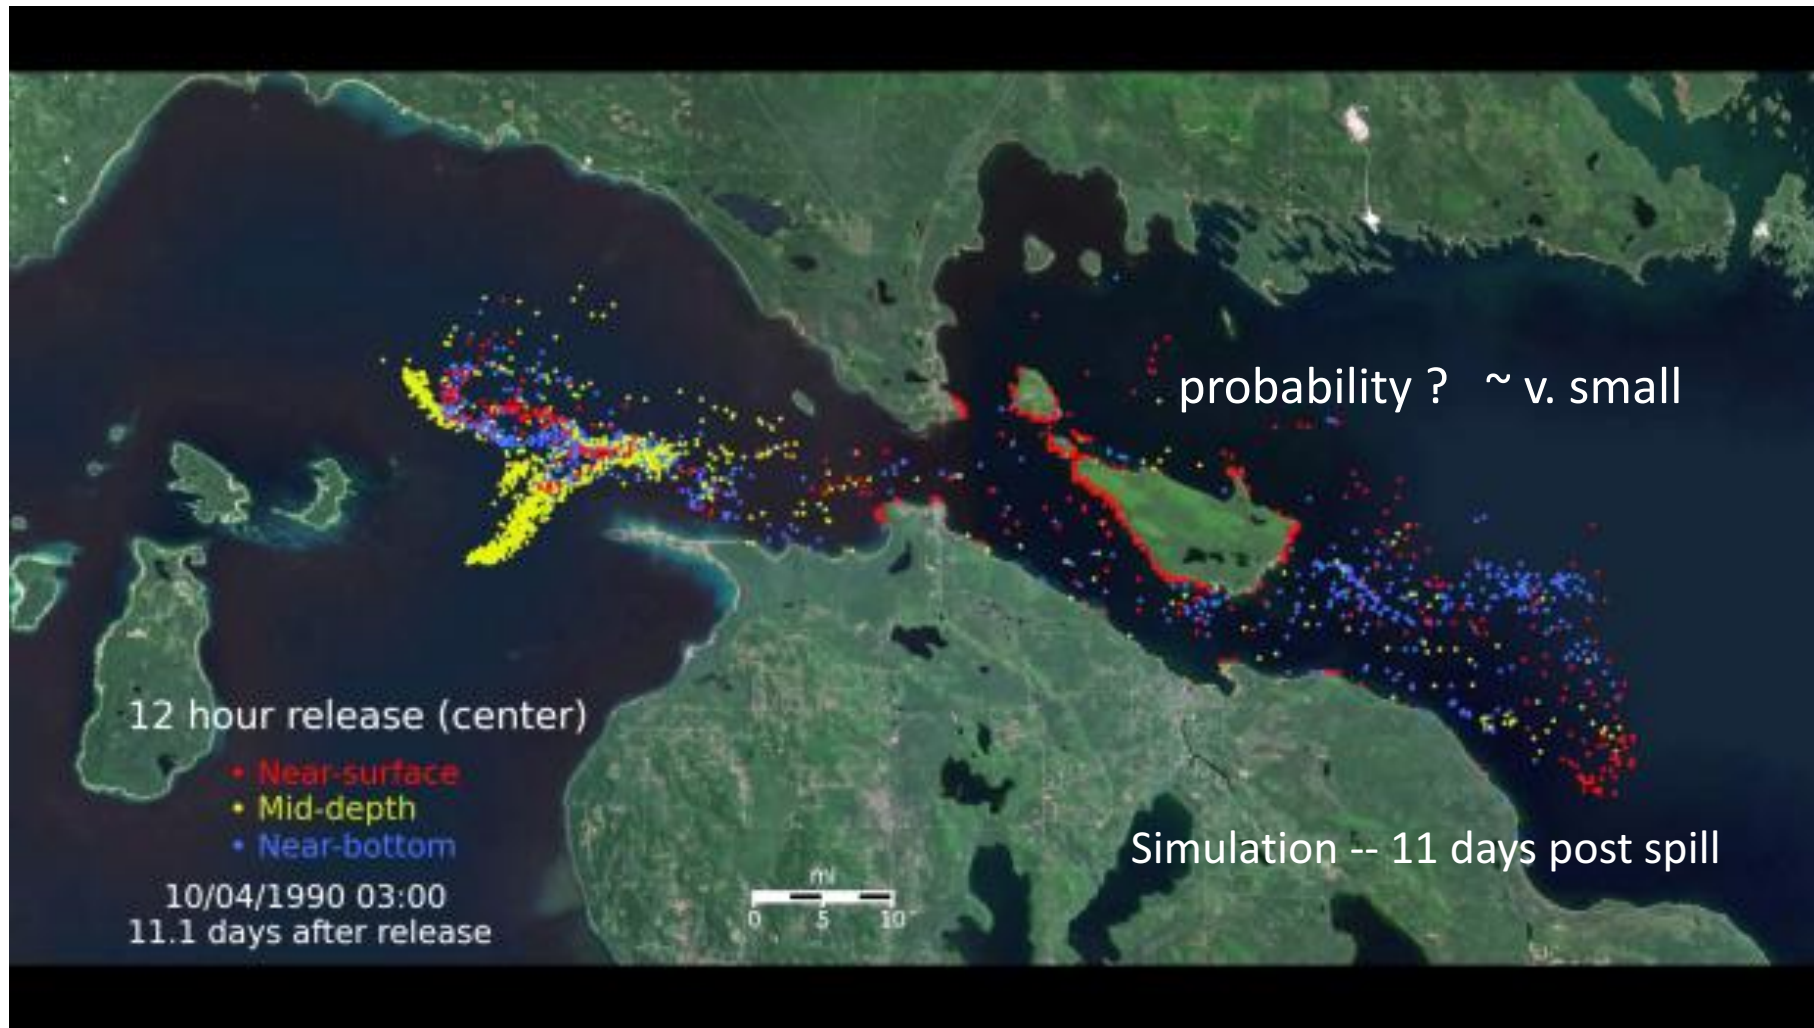 probability ? ~ v. small
12 hour release (center)
• Near-surface
• Mid-depth
• Near-bottom
10/04/1990 03:00
11.1 days after release
mi
0 5 10
Simulation -- 11 days post spill